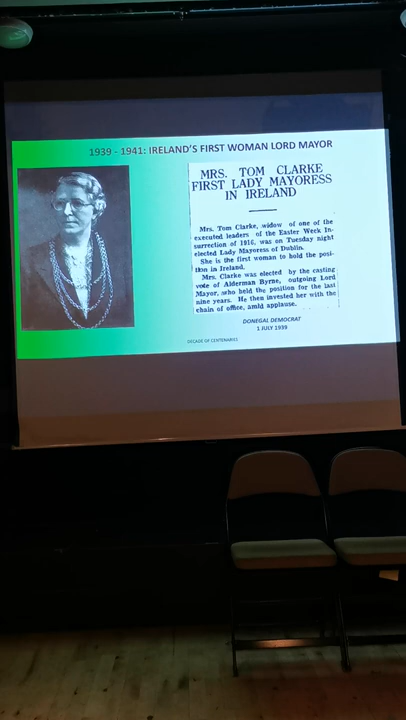 1939 - 1941: IRELAND'S FIRST WOMAN LORD MAYOR
MRS. TOM CLARKE
FIRST LADY MAYORESS
IN IRELAND
Mrs. Tom Clarke, widow of one of the
executed leaders of the Easter Week In-
surrection of 1916, was on Tuesday night
elected Lady Mayoress of Dublin.
She is the first woman to hold the posi-
tion in Ireland.
Mrs. Clarke was elected by the casting
vote of Alderman Byrne, outgoing Lord
Mayor, who held the position for the last
nine years. He then invested her with the
chain of office, amid applause.
DONEGAL DEMOCRAT
1 JULY 1939
DECADE OF CENTENARIES